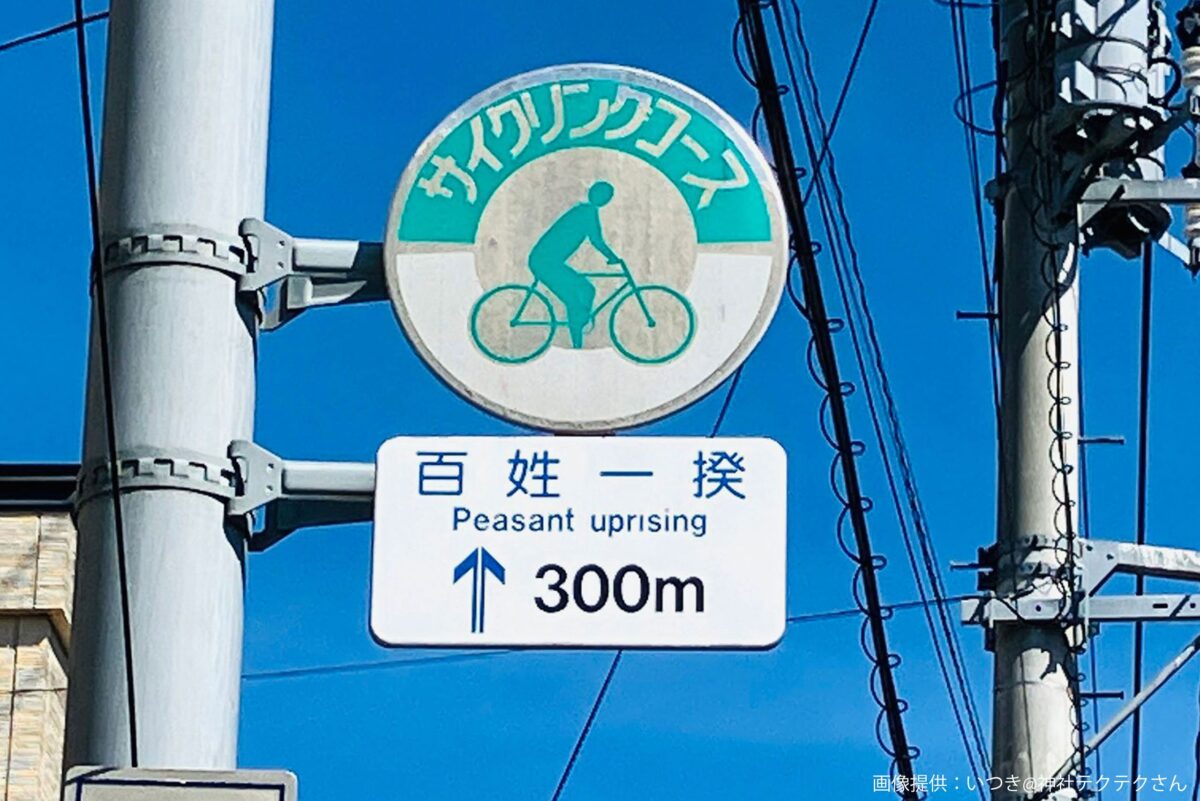 サイクリングコース
百姓一揆
Peasant uprising
↑ 300m
画像提供:いつき@神社テクテクさん